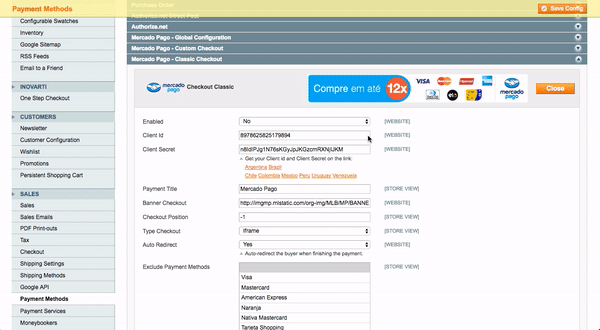 Payment Methods
Save Config
Configurable Swatches
Inventory
Google Sitemap
RSS Feeds
Email to a Friend
INOVARTI
One Step Checkout
CUSTOMERS
Newsletter
Customer Configuration
Wishlist
Promotions
Persistent Shopping Cart
SALES
Sales
Sales Emails
PDF Print-outs
Tax
Checkout
Shipping Settings
Shipping Methods
Google API
Payment Methods
Payment Services
Moneybookers
Purchase Order
Authorize.net Direct Post
Authorize.net
Mercado Pago - Global Configuration
Mercado Pago - Custom Checkout
Mercado Pago - Classic Checkout
mercado pago Checkout Classic
Compre em até 12x
VISA
mercado pago
Close
Enabled No [WEBSITE]
Client Id 8978625825179894 [WEBSITE]
Client Secret [WEBSITE]
Get your Client id and Client Secret on the link:
Argentina Brazil
Chile Colombia Mexico Peru Uruguay Venezuela
Payment Title Mercado Pago [STORE VIEW]
Banner Checkout http://imgmp.mlstatic.com/org-img/MLB/MP/BANNE [WEBSITE]
Checkout Position -1 [STORE VIEW]
Type Checkout iframe [STORE VIEW]
Auto Redirect Yes [WEBSITE]
Auto-redirect the buyer when finishing the payment.
Exclude Payment Methods [STORE VIEW]
Visa
Mastercard
American Express
Naranja
Nativa Mastercard
Tarjeta Shopping